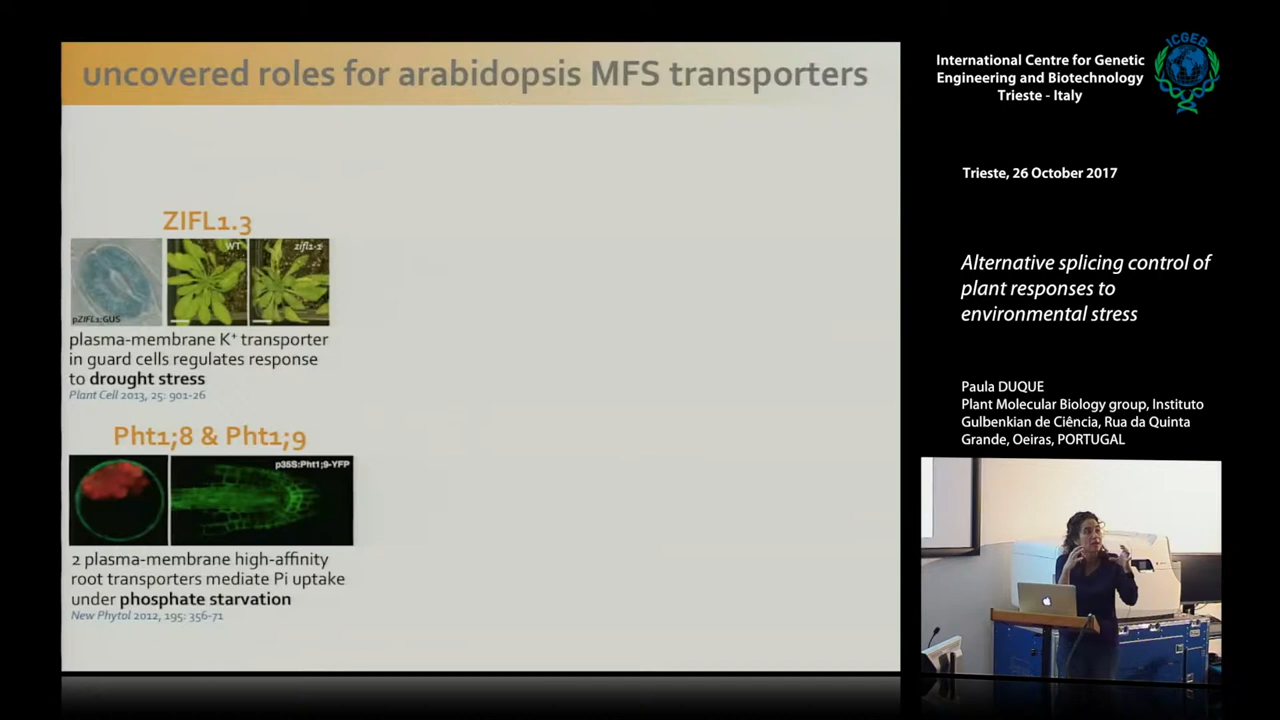 uncovered roles for arabidopsis MFS transporters
ZIFL1.3
WT
zifl1-2
pZIFL1:GUS
plasma-membrane K⁺ transporter
in guard cells regulates response
to drought stress
Plant Cell 2013, 25: 901-26
Pht1;8 & Pht1;9
p35S:Pht1;9-YFP
2 plasma-membrane high-affinity
root transporters mediate Pi uptake
under phosphate starvation
New Phytol 2012, 195: 356-71
International Centre for Genetic
Engineering and Biotechnology
Trieste - Italy
ICGEB
Trieste, 26 October 2017
Alternative splicing control of
plant responses to
environmental stress
Paula DUQUE
Plant Molecular Biology group, Instituto
Gulbenkian de Ciência, Rua da Quinta
Grande, Oeiras, PORTUGAL